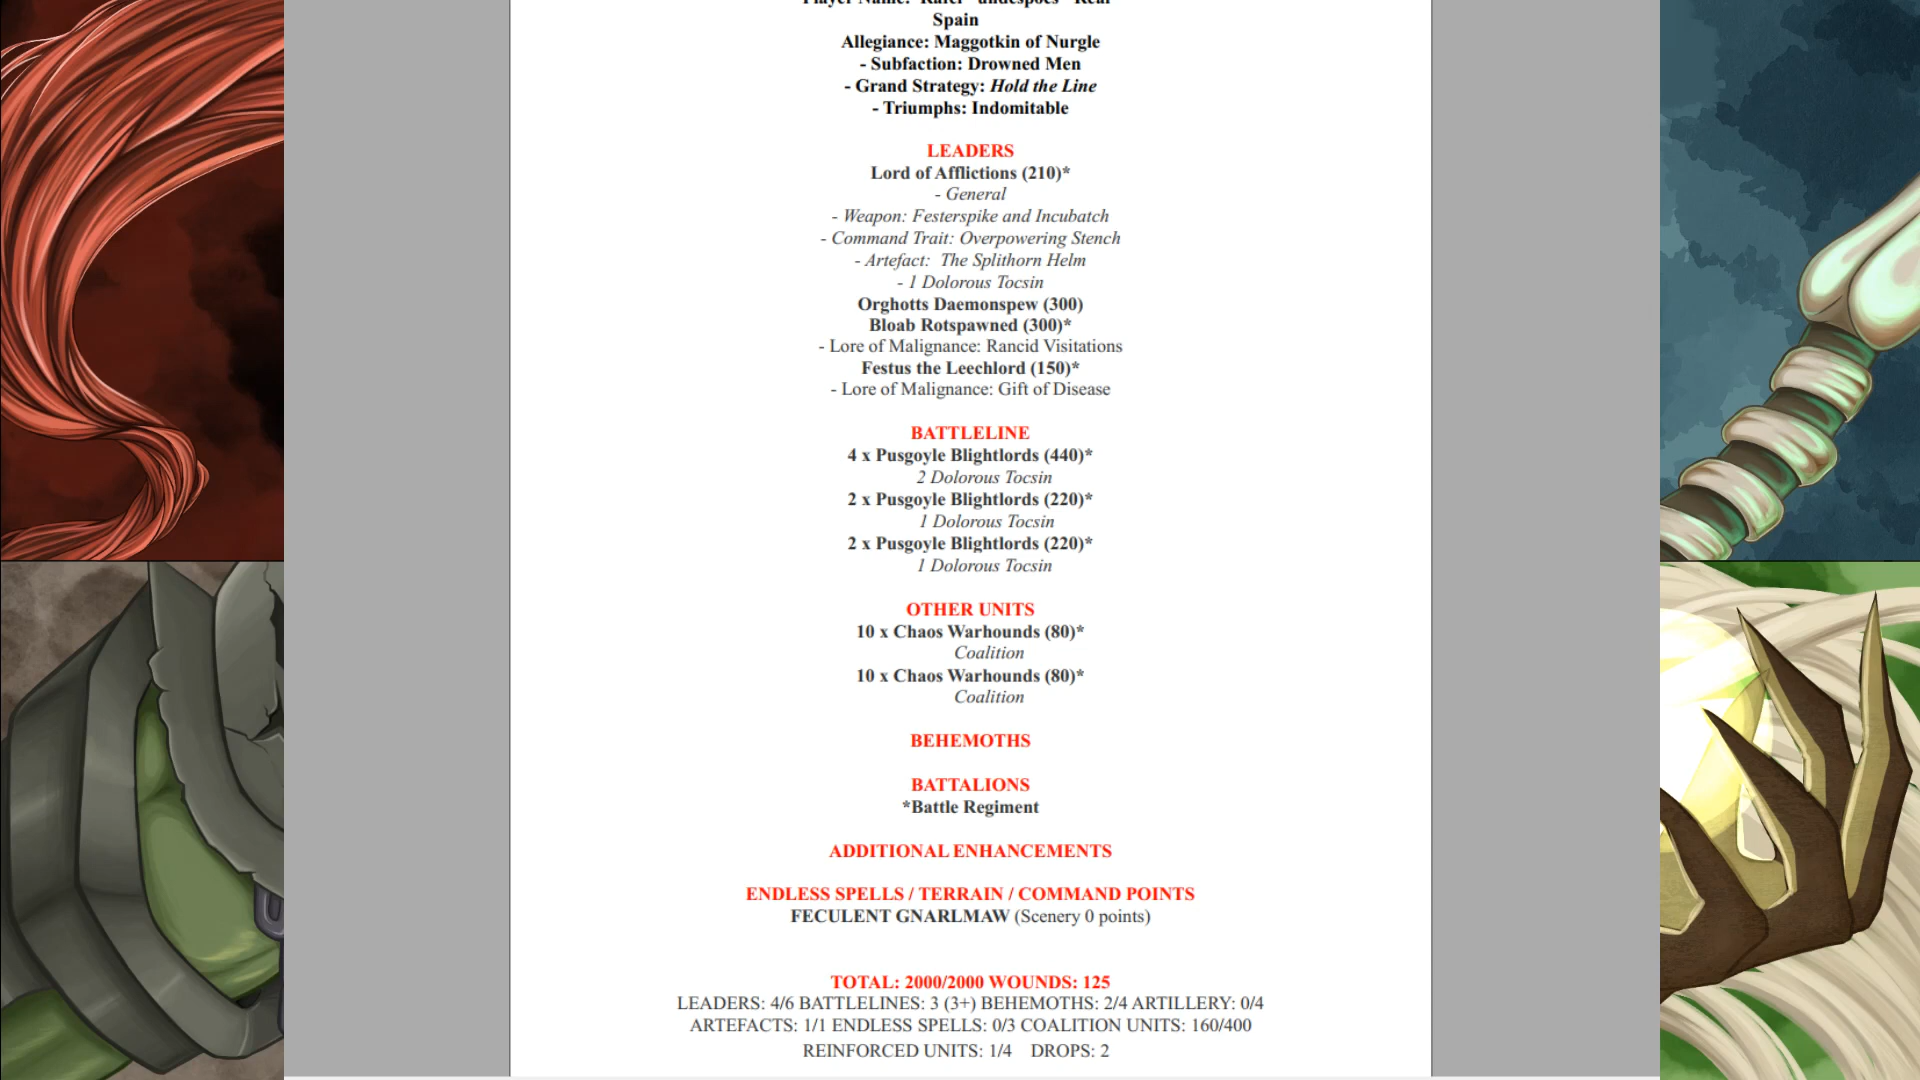 Player Name: "Rafel" undespoes - Real
Spain
Allegiance: Maggotkin of Nurgle
- Subfaction: Drowned Men
- Grand Strategy: Hold the Line
- Triumphs: Indomitable
LEADERS
Lord of Afflictions (210)*
- General
- Weapon: Festerspike and Incubatch
- Command Trait: Overpowering Stench
- Artefact: The Splithorn Helm
- 1 Dolorous Tocsin
Orghotts Daemonspew (300)
Bloab Rotspawned (300)*
- Lore of Malignance: Rancid Visitations
Festus the Leechlord (150)*
- Lore of Malignance: Gift of Disease
BATTLELINE
4 x Pusgoyle Blightlords (440)*
2 Dolorous Tocsin
2 x Pusgoyle Blightlords (220)*
1 Dolorous Tocsin
2 x Pusgoyle Blightlords (220)*
1 Dolorous Tocsin
OTHER UNITS
10 x Chaos Warhounds (80)*
Coalition
10 x Chaos Warhounds (80)*
Coalition
BEHEMOTHS
BATTALIONS
*Battle Regiment
ADDITIONAL ENHANCEMENTS
ENDLESS SPELLS / TERRAIN / COMMAND POINTS
FECULENT GNARLMAW (Scenery 0 points)
TOTAL: 2000/2000 WOUNDS: 125
LEADERS: 4/6 BATTLELINES: 3 (3+) BEHEMOTHS: 2/4 ARTILLERY: 0/4
ARTEFACTS: 1/1 ENDLESS SPELLS: 0/3 COALITION UNITS: 160/400
REINFORCED UNITS: 1/4 DROPS: 2